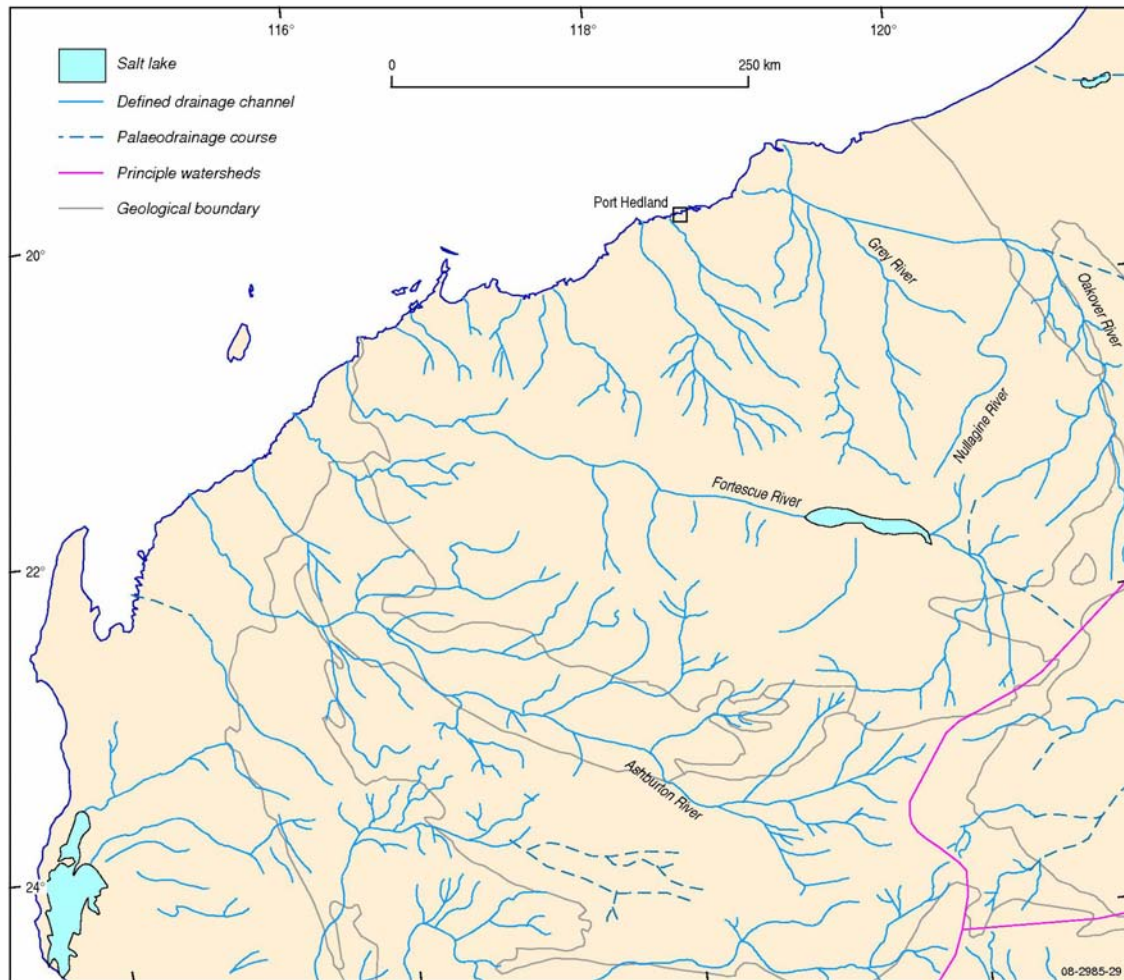 116°
118°
120°
Salt lake
0
250 km
Defined drainage channel
Palaeodrainage course
Principle watersheds
Geological boundary
Port Hedland
20°
Grey River
Oakover River
Nullagine River
Fortescue River
22°
Ashburton River
24°
08-2985-29